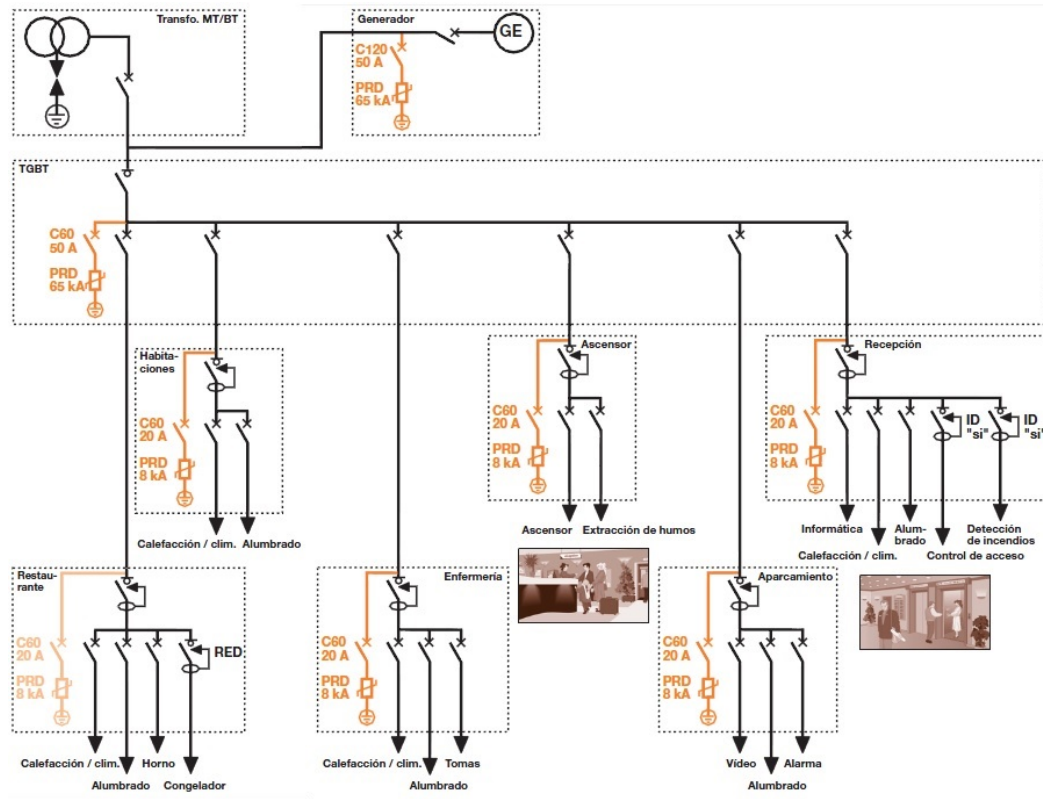 Transfo. MT/BT
Generador
GE
C120
50 A
PRD
65 kA
TGBT
C60
50 A
PRD
65 kA
Habita-
ciones
C60
20 A
PRD
8 kA
Calefacción / clim. Alumbrado
Ascensor
C60
20 A
PRD
8 kA
Ascensor Extracción de humos
Recepción
C60
20 A
PRD
8 kA
ID
"si"
ID
"si"
Informática
Alum-
brado
Detección
de incendios
Calefacción / clim.
Control de acceso
Restau-
rante
C60
20 A
PRD
8 kA
RED
Calefacción / clim.
Horno
Alumbrado
Congelador
Enfermería
C60
20 A
PRD
8 kA
Calefacción / clim.
Tomas
Alumbrado
Aparcamiento
C60
20 A
PRD
8 kA
Vídeo
Alarma
Alumbrado